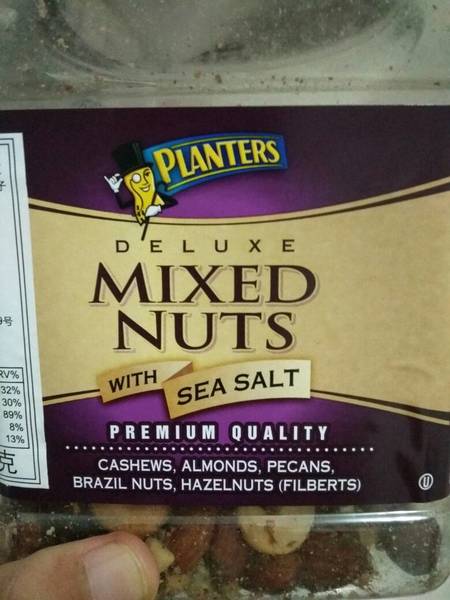 PLANTERS
DELUXE
MIXED
NUTS
WITH
SEA SALT
PREMIUM QUALITY
CASHEWS, ALMONDS, PECANS,
BRAZIL NUTS, HAZELNUTS (FILBERTS)
U
号
RV%
32%
30%
89%
8%
13%
克